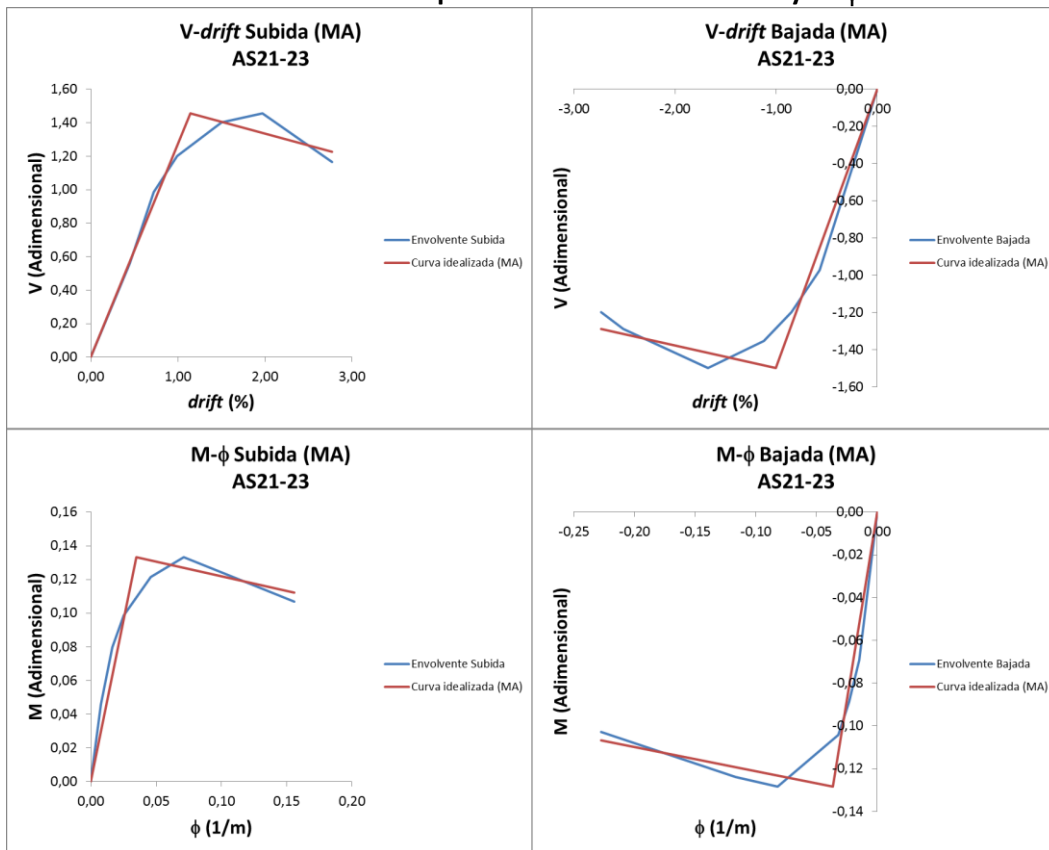 V-drift Subida (MA)
AS21-23
V (Adimensional)
1,60
1,40
1,20
1,00
0,80
0,60
0,40
0,20
0,00
0,00 1,00 2,00 3,00
drift (%)
Envolvente Subida
Curva idealizada (MA)
V-drift Bajada (MA)
AS21-23
-3,00 -2,00 -1,00 0,00
0,00
-0,20
-0,40
-0,60
-0,80
-1,00
-1,20
-1,40
-1,60
V (Adimensional)
drift (%)
Envolvente Bajada
Curva idealizada (MA)
M-ϕ Subida (MA)
AS21-23
M (Adimensional)
0,16
0,14
0,12
0,10
0,08
0,06
0,04
0,02
0,00
0,00 0,05 0,10 0,15 0,20
ϕ (1/m)
Envolvente Subida
Curva idealizada (MA)
M-ϕ Bajada (MA)
AS21-23
-0,25 -0,20 -0,15 -0,10 -0,05 0,00
0,00
-0,02
-0,04
-0,06
-0,08
-0,10
-0,12
-0,14
M (Adimensional)
ϕ (1/m)
Envolvente Bajada
Curva idealizada (MA)